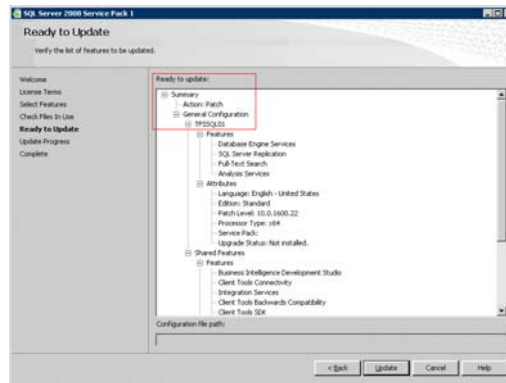 SQL Server 2008 Service Pack 1
Ready to Update
Verify the list of features to be updated.
Welcome
License Terms
Select Features
Check Files In Use
Ready to Update
Update Progress
Complete
Ready to update:
Summary
Action: Patch
General Configuration
TFSSQL01
Features
Database Engine Services
SQL Server Replication
Full-Text Search
Analysis Services
Attributes
Language: English - United States
Edition: Standard
Patch Level: 10.0.1600.22
Processor Type: x64
Service Pack:
Upgrade Status: Not installed.
Shared Features
Features
Business Intelligence Development Studio
Client Tools Connectivity
Integration Services
Client Tools Backwards Compatibility
Client Tools SDK
Configuration file path:
< Back
Update
Cancel
Help